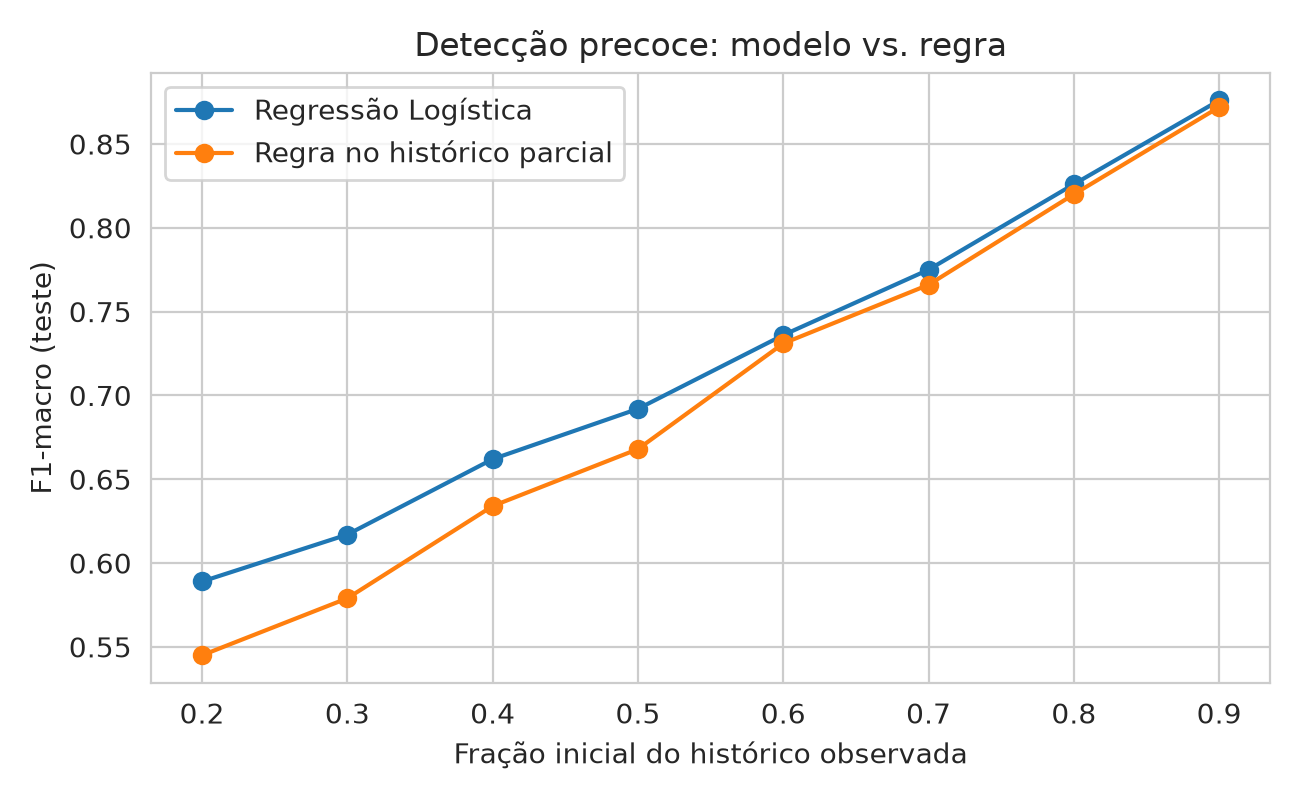 Detecção precoce: modelo vs. regra
Regressão Logística
Regra no histórico parcial
F1-macro (teste)
0.85
0.80
0.75
0.70
0.65
0.60
0.55
0.2 0.3 0.4 0.5 0.6 0.7 0.8 0.9
Fração inicial do histórico observada